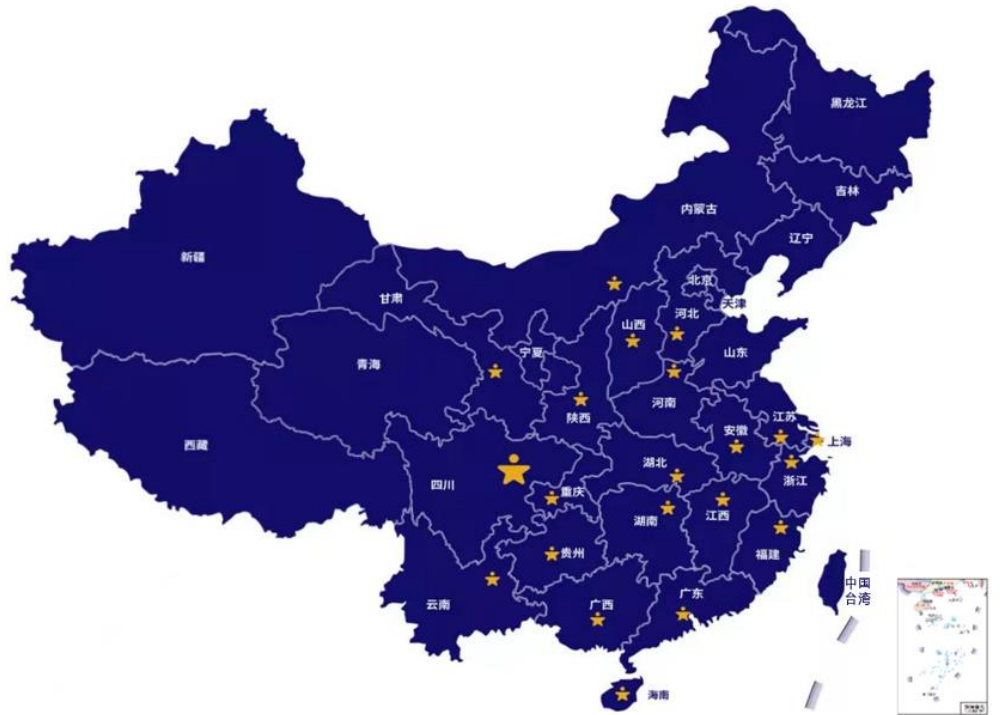 黑龙江
吉林
内蒙古
辽宁
新疆
北京
甘肃
天津
河北
山西
宁夏
山东
青海
河南
陕西
江苏
安徽
上海
西藏
湖北
四川
浙江
重庆
江西
湖南
贵州
福建
中国
台湾
云南
广西
广东
海南